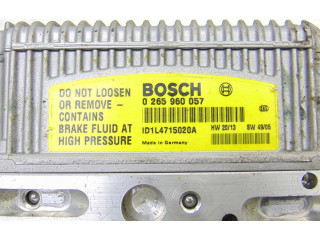 DO NOT LOOSEN
OR REMOVE -
CONTAINS
BRAKE FLUID AT
HIGH PRESSURE
BOSCH
0 265 960 057
ID1L4715020A
HW 20/13 SW 49/05
Made in Germany